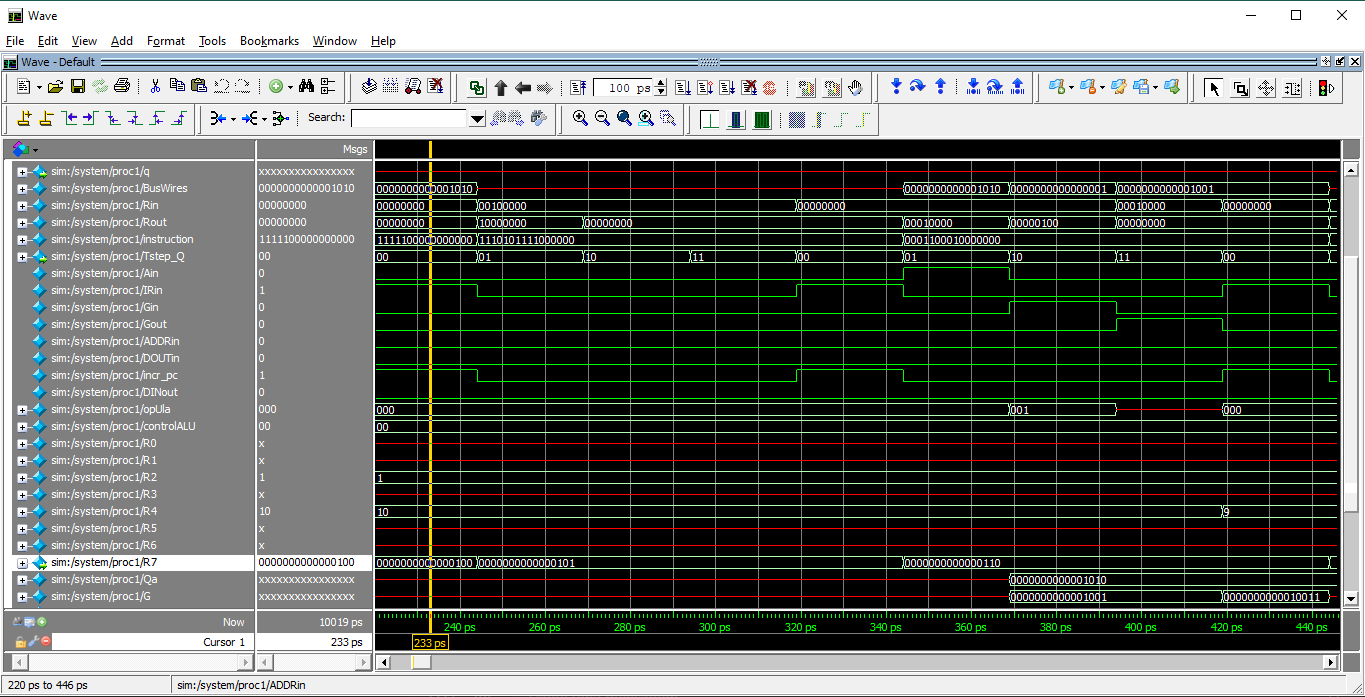 Wave
File Edit View Add Format Tools Bookmarks Window Help
Wave - Default
100 ps
Search:
Msgs
sim:/system/proc1/q xxxxxxxxxxxxxxxx
sim:/system/proc1/BusWires 0000000000001010 0000000000001010 0000000000001010 0000000000000001 0000000000001001
sim:/system/proc1/Rin 00000000 00000000 00100000 00000000 00010000 00000000
sim:/system/proc1/Rout 00000000 00000000 10000000 00000000 00010000 00000100 00000000
sim:/system/proc1/instruction 1111100000000000 1111100000000000 1110101111000000 0001100010000000
sim:/system/proc1/Tstep_Q 00 00 01 10 11 00 01 10 11 00
sim:/system/proc1/Ain 0
sim:/system/proc1/IRin 1
sim:/system/proc1/Gin 0
sim:/system/proc1/Gout 0
sim:/system/proc1/ADDRin 0
sim:/system/proc1/DOUTin 0
sim:/system/proc1/incr_pc 1
sim:/system/proc1/DINout 0
sim:/system/proc1/opUla 000 000 001 000
sim:/system/proc1/controlALU 00 00
sim:/system/proc1/R0 x
sim:/system/proc1/R1 x
sim:/system/proc1/R2 1 1
sim:/system/proc1/R3 x
sim:/system/proc1/R4 10 10 9
sim:/system/proc1/R5 x
sim:/system/proc1/R6 x
sim:/system/proc1/R7 0000000000000100 0000000000000100 0000000000000101 0000000000000110
sim:/system/proc1/Qa xxxxxxxxxxxxxxxx 0000000000001010
sim:/system/proc1/G xxxxxxxxxxxxxxxx 0000000000001001 0000000000010011
Now 10019 ps 240 ps 260 ps 280 ps 300 ps 320 ps 340 ps 360 ps 380 ps 400 ps 420 ps 440 ps
Cursor 1 233 ps 233 ps
220 ps to 446 ps sim:/system/proc1/ADDRin